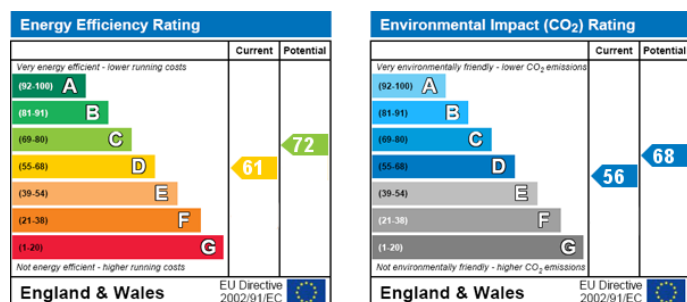 Energy Efficiency Rating
Current Potential
Very energy efficient - lower running costs
(92-100) A
(81-91) B
(69-80) C
(55-68) D
(39-54) E
(21-38) F
(1-20) G
61
72
Not energy efficient - higher running costs
England & Wales
EU Directive
2002/91/EC
Environmental Impact (CO₂) Rating
Current Potential
Very environmentally friendly - lower CO₂ emissions
(92-100) A
(81-91) B
(69-80) C
(55-68) D
(39-54) E
(21-38) F
(1-20) G
56
68
Not environmentally friendly - higher CO₂ emissions
England & Wales
EU Directive
2002/91/EC